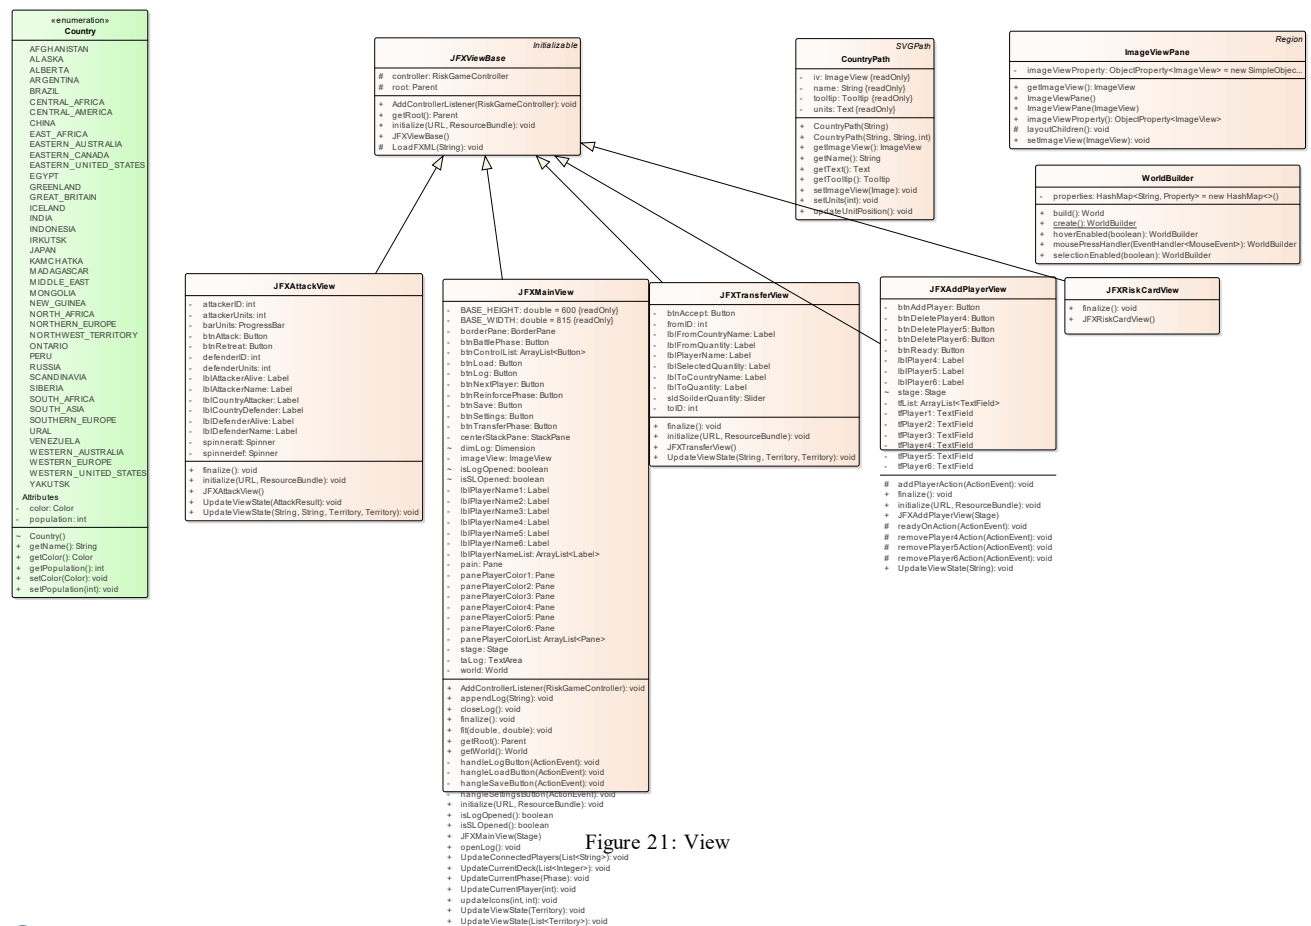 «enumeration»
Country
AFGHANISTAN
ALASKA
ALBERTA
ARGENTINA
BRAZIL
CENTRAL_AFRICA
CENTRAL_AMERICA
CHINA
EAST_AFRICA
EASTERN_AUSTRALIA
EASTERN_CANADA
EASTERN_UNITED_STATES
EGYPT
GREENLAND
GREAT_BRITAIN
ICELAND
INDIA
INDONESIA
IRKUTSK
JAPAN
KAMCHATKA
MADAGASCAR
MIDDLE_EAST
MONGOLIA
NEW_GUINEA
NORTH_AFRICA
NORTHERN_EUROPE
NORTHWEST_TERRITORY
ONTARIO
PERU
RUSSIA
SCANDINAVIA
SIBERIA
SOUTH_AFRICA
SOUTH_ASIA
SOUTHERN_EUROPE
URAL
VENEZUELA
WESTERN_AUSTRALIA
WESTERN_EUROPE
WESTERN_UNITED_STATES
YAKUTSK
Attributes
- color: Color
- population: int
~ Country()
+ getName(): String
+ getColor(): Color
+ getPopulation(): int
+ setColor(Color): void
+ setPopulation(int): void
Initializable
JFXViewBase
# controller: RiskGameController
# root: Parent
+ AddControllerListener(RiskGameController): void
+ getRoot(): Parent
+ initialize(URL, ResourceBundle): void
+ JFXViewBase()
# LoadFXML(String): void
SVGPath
CountryPath
- iv: ImageView {readOnly}
- name: String {readOnly}
- tooltip: Tooltip {readOnly}
- units: Text {readOnly}
+ CountryPath(String)
+ CountryPath(String, String, int)
+ getImageView(): ImageView
+ getName(): String
+ getText(): Text
+ getTooltip(): Tooltip
+ setImageView(Image): void
+ setUnits(int): void
+ updateUnitPosition(): void
Region
ImageViewPane
- imageViewProperty: ObjectProperty<ImageView> = new SimpleObjec...
+ getImageView(): ImageView
+ ImageViewPane()
+ ImageViewPane(ImageView)
+ imageViewProperty(): ObjectProperty<ImageView>
# layoutChildren(): void
+ setImageView(ImageView): void
WorldBuilder
- properties: HashMap<String, Property> = new HashMap<>()
+ build(): World
+ create(): WorldBuilder
+ hoverEnabled(boolean): WorldBuilder
+ mousePressHandler(EventHandler<MouseEvent>): WorldBuilder
+ selectionEnabled(boolean): WorldBuilder
JFXAttackView
- attackerID: int
- attackerUnits: int
- barUnits: ProgressBar
- btnAttack: Button
- btnRetreat: Button
- defenderID: int
- defenderUnits: int
- lblAttackerAlive: Label
- lblAttackerName: Label
- lblCountryAttacker: Label
- lblCountryDefender: Label
- lblDefenderAlive: Label
- lblDefenderName: Label
- spinneratt: Spinner
- spinnerdef: Spinner
+ finalize(): void
+ initialize(URL, ResourceBundle): void
+ JFXAttackView()
+ UpdateViewState(AttackResult): void
+ UpdateViewState(String, String, Territory, Territory): void
JFXMainView
- BASE_HEIGHT: double = 600 {readOnly}
- BASE_WIDTH: double = 815 {readOnly}
- borderPane: BorderPane
- btnBattlePhase: Button
- btnControlList: ArrayList<Button>
- btnLoad: Button
- btnLog: Button
- btnNextPlayer: Button
- btnReinforcePhase: Button
- btnSave: Button
- btnSettings: Button
- btnTransferPhase: Button
- centerStackPane: StackPane
~ dimLog: Dimension
- imageView: ImageView
~ isLogOpened: boolean
~ isSLOpened: boolean
- lblPlayerName1: Label
- lblPlayerName2: Label
- lblPlayerName3: Label
- lblPlayerName4: Label
- lblPlayerName5: Label
- lblPlayerName6: Label
- lblPlayerNameList: ArrayList<Label>
- pain: Pane
- panePlayerColor1: Pane
- panePlayerColor2: Pane
- panePlayerColor3: Pane
- panePlayerColor4: Pane
- panePlayerColor5: Pane
- panePlayerColor6: Pane
- panePlayerColorList: ArrayList<Pane>
- stage: Stage
- taLog: TextArea
- world: World
+ AddControllerListener(RiskGameController): void
+ appendLog(String): void
+ closeLog(): void
+ finalize(): void
+ fit(double, double): void
+ getRoot(): Parent
+ getWorld(): World
- handleLogButton(ActionEvent): void
- hangleLoadButton(ActionEvent): void
- hangleSaveButton(ActionEvent): void
- hangleSettingsButton(ActionEvent): void
+ initialize(URL, ResourceBundle): void
+ isLogOpened(): boolean
+ isSLOpened(): boolean
+ JFXMainView(Stage)
+ openLog(): void
+ UpdateConnectedPlayers(List<String>): void
+ UpdateCurrentDeck(List<Integer>): void
+ UpdateCurrentPhase(Phase): void
+ UpdateCurrentPlayer(int): void
+ updateIcons(int, int): void
+ UpdateViewState(Territory): void
+ UpdateViewState(List<Territory>): void
JFXTransferView
- btnAccept: Button
- fromID: int
- lblFromCountryName: Label
- lblFromQuantity: Label
- lblPlayerName: Label
- lblSelectedQuantity: Label
- lblToCountryName: Label
- lblToQuantity: Label
- sldSoilderQuantity: Slider
- toID: int
+ finalize(): void
+ initialize(URL, ResourceBundle): void
+ JFXTransferView()
+ UpdateViewState(String, Territory, Territory): void
JFXAddPlayerView
- btnAddPlayer: Button
- btnDeletePlayer4: Button
- btnDeletePlayer5: Button
- btnDeletePlayer6: Button
- btnReady: Button
- lblPlayer4: Label
- lblPlayer5: Label
- lblPlayer6: Label
~ stage: Stage
- tfList: ArrayList<TextField>
- tfPlayer1: TextField
- tfPlayer2: TextField
- tfPlayer3: TextField
- tfPlayer4: TextField
- tfPlayer5: TextField
- tfPlayer6: TextField
# addPlayerAction(ActionEvent): void
+ finalize(): void
+ initialize(URL, ResourceBundle): void
+ JFXAddPlayerView(Stage)
# readyOnAction(ActionEvent): void
# removePlayer4Action(ActionEvent): void
# removePlayer5Action(ActionEvent): void
# removePlayer6Action(ActionEvent): void
+ UpdateViewState(String): void
JFXRiskCardView
+ finalize(): void
+ JFXRiskCardView()
Figure 21: View